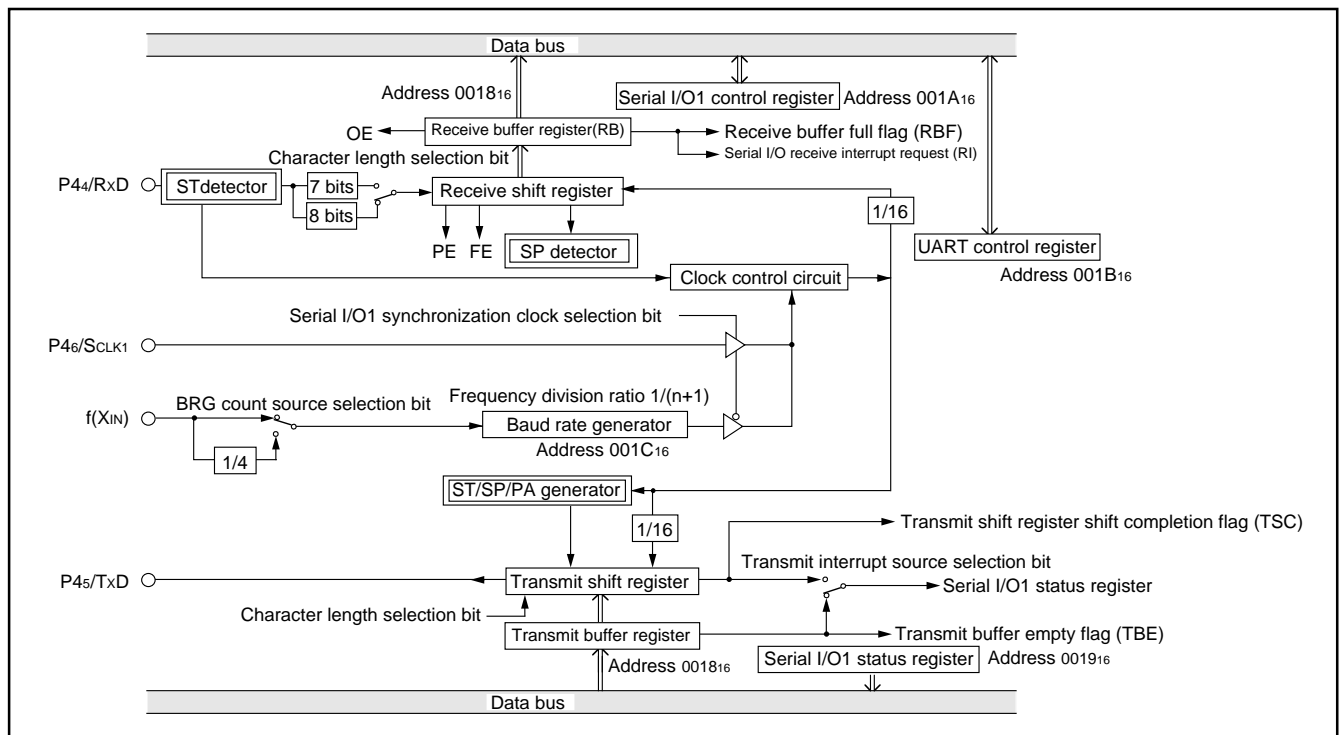 Data bus
Address 0018₁₆
Serial I/O1 control register
Address 001A₁₆
OE
Receive buffer register(RB)
Receive buffer full flag (RBF)
Serial I/O receive interrupt request (RI)
Character length selection bit
P4₄/RxD
STdetector
7 bits
8 bits
Receive shift register
1/16
PE
FE
SP detector
UART control register
Address 001B₁₆
Clock control circuit
Serial I/O1 synchronization clock selection bit
P4₆/SCLK1
BRG count source selection bit
Frequency division ratio 1/(n+1)
f(XIN)
Baud rate generator
Address 001C₁₆
1/4
ST/SP/PA generator
1/16
Transmit shift register shift completion flag (TSC)
Transmit interrupt source selection bit
P4₅/TxD
Transmit shift register
Serial I/O1 status register
Character length selection bit
Transmit buffer register
Transmit buffer empty flag (TBE)
Address 0018₁₆
Serial I/O1 status register
Address 0019₁₆
Data bus